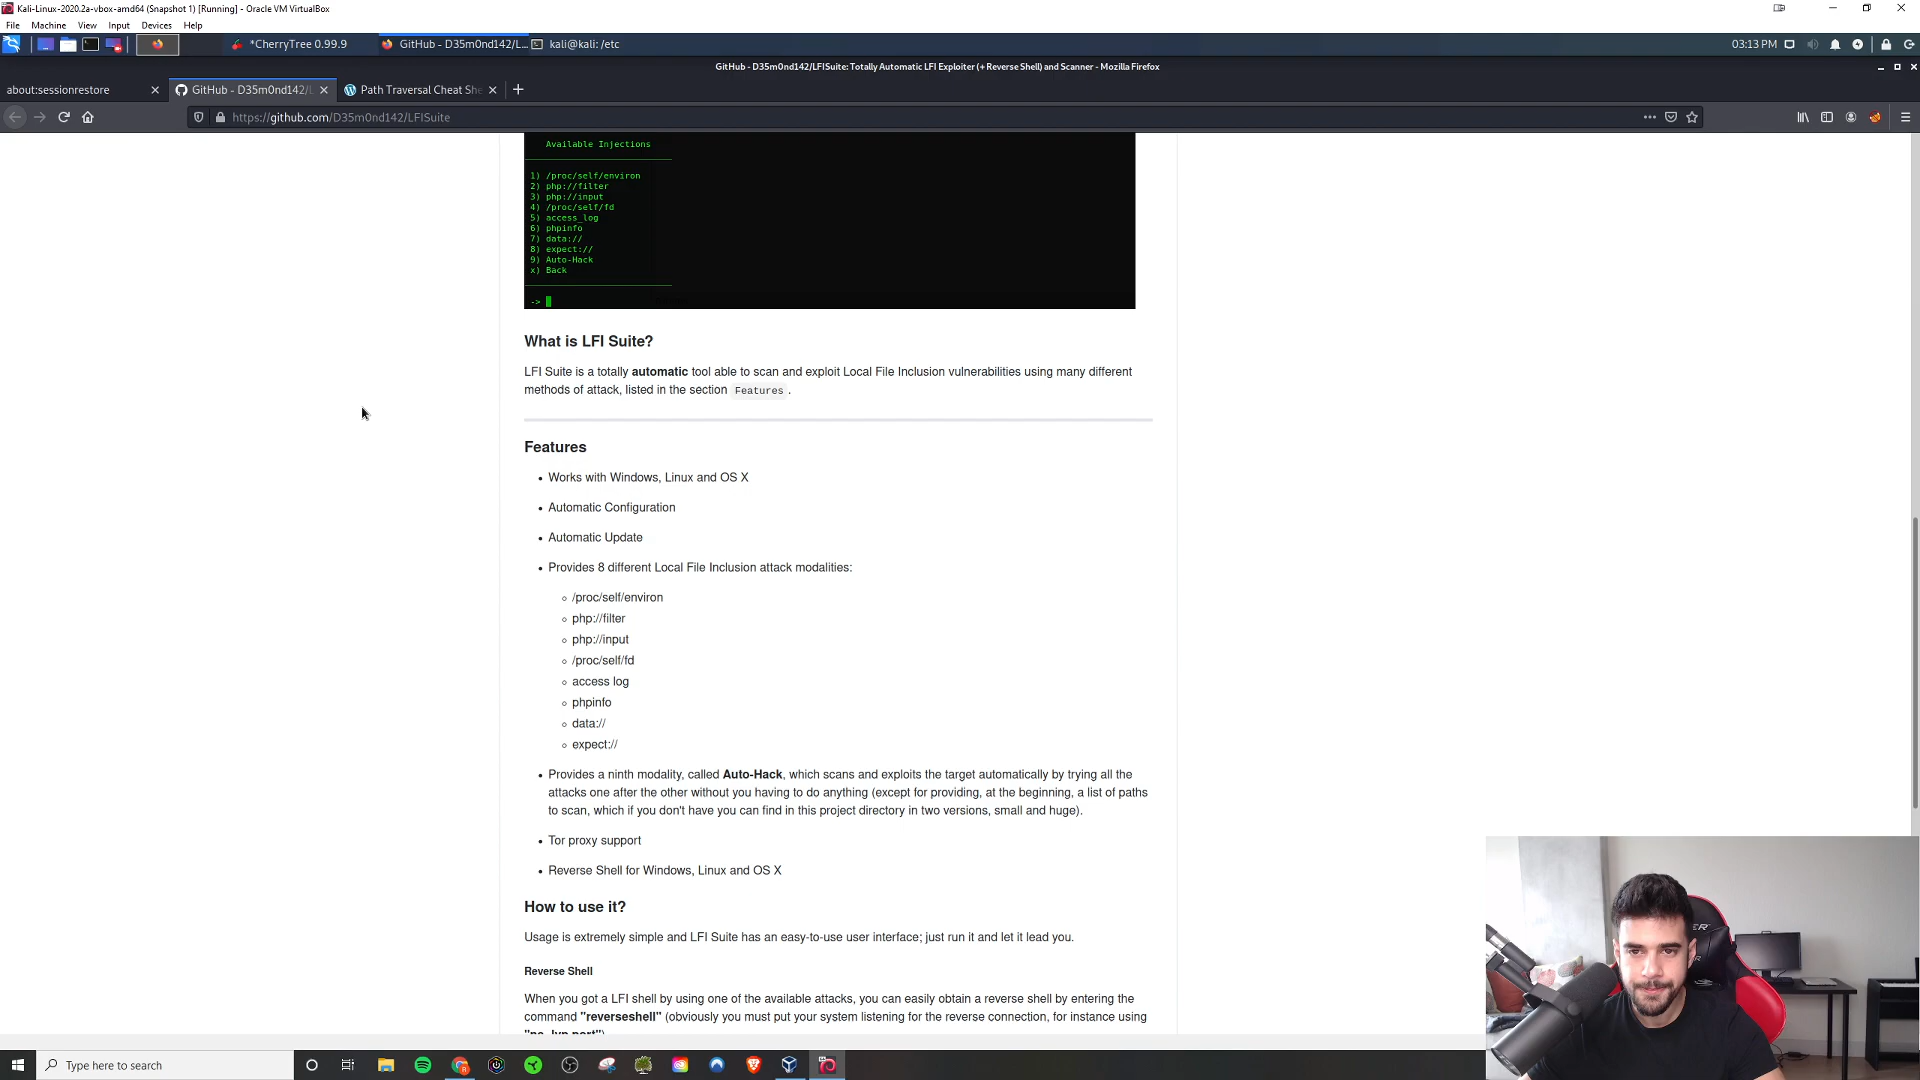 Kali-Linux-2020.2a-vbox-amd64 (Snapshot 1) [Running] - Oracle VM VirtualBox
File Machine View Input Devices Help
*CherryTree 0.99.9 GitHub - D35m0nd142/L... kali@kali: /etc 03:13 PM
GitHub - D35m0nd142/LFISuite: Totally Automatic LFI Exploiter (+ Reverse Shell) and Scanner - Mozilla Firefox
about:sessionrestore GitHub - D35m0nd142/L Path Traversal Cheat She
https://github.com/D35m0nd142/LFISuite
Available Injections
1) /proc/self/environ
2) php://filter
3) php://input
4) /proc/self/fd
5) access_log
6) phpinfo
7) data://
8) expect://
9) Auto-Hack
x) Back
->
What is LFI Suite?
LFI Suite is a totally automatic tool able to scan and exploit Local File Inclusion vulnerabilities using many different
methods of attack, listed in the section Features .
Features
• Works with Windows, Linux and OS X
• Automatic Configuration
• Automatic Update
• Provides 8 different Local File Inclusion attack modalities:
◦ /proc/self/environ
◦ php://filter
◦ php://input
◦ /proc/self/fd
◦ access log
◦ phpinfo
◦ data://
◦ expect://
• Provides a ninth modality, called Auto-Hack, which scans and exploits the target automatically by trying all the
attacks one after the other without you having to do anything (except for providing, at the beginning, a list of paths
to scan, which if you don't have you can find in this project directory in two versions, small and huge).
• Tor proxy support
• Reverse Shell for Windows, Linux and OS X
How to use it?
Usage is extremely simple and LFI Suite has an easy-to-use user interface; just run it and let it lead you.
Reverse Shell
When you got a LFI shell by using one of the available attacks, you can easily obtain a reverse shell by entering the
command "reverseshell" (obviously you must put your system listening for the reverse connection, for instance using
"nc -lvp port")
Type here to search